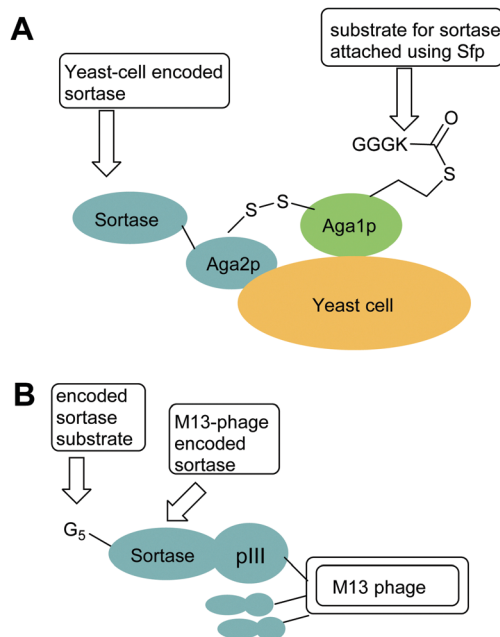 A
Yeast-cell encoded
sortase
substrate for sortase
attached using Sfp
GGGK
O
S
S
S
Sortase
Aga2p
Aga1p
Yeast cell
B
encoded
sortase
substrate
M13-phage
encoded
sortase
G5
Sortase
pIII
M13 phage